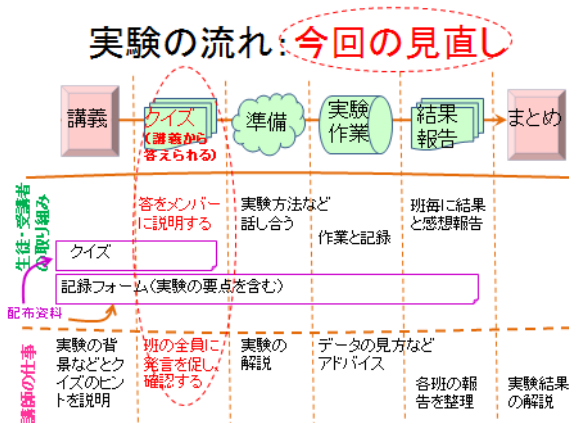 実験の流れ:今回の見直し
講義
クイズ
(講義から
答えられる)
準備
実験
作業
結果
報告
まとめ
生徒・受講者
の取り組み
答をメンバー
に説明する
実験方法など
話し合う
作業と記録
班毎に結果
と感想報告
クイズ
記録フォーム(実験の要点を含む)
配布資料
講師の仕事
実験の背
景などとク
イズのヒン
トを説明
班の全員に
発言を促し、
確認する
実験の
解説
データの見方など
アドバイス
各班の報
告を整理
実験結果
の解説